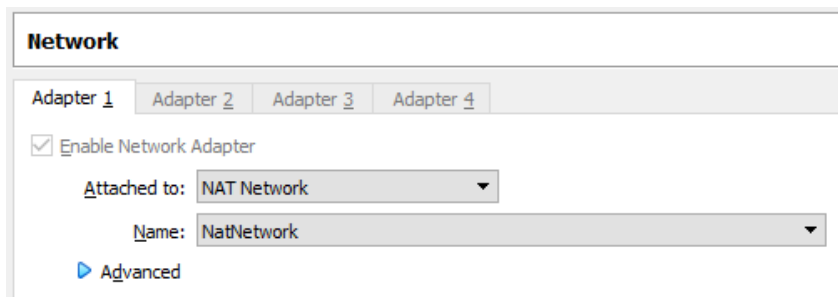 Network
Adapter 1 Adapter 2 Adapter 3 Adapter 4
Enable Network Adapter
Attached to: NAT Network
Name: NatNetwork
Advanced